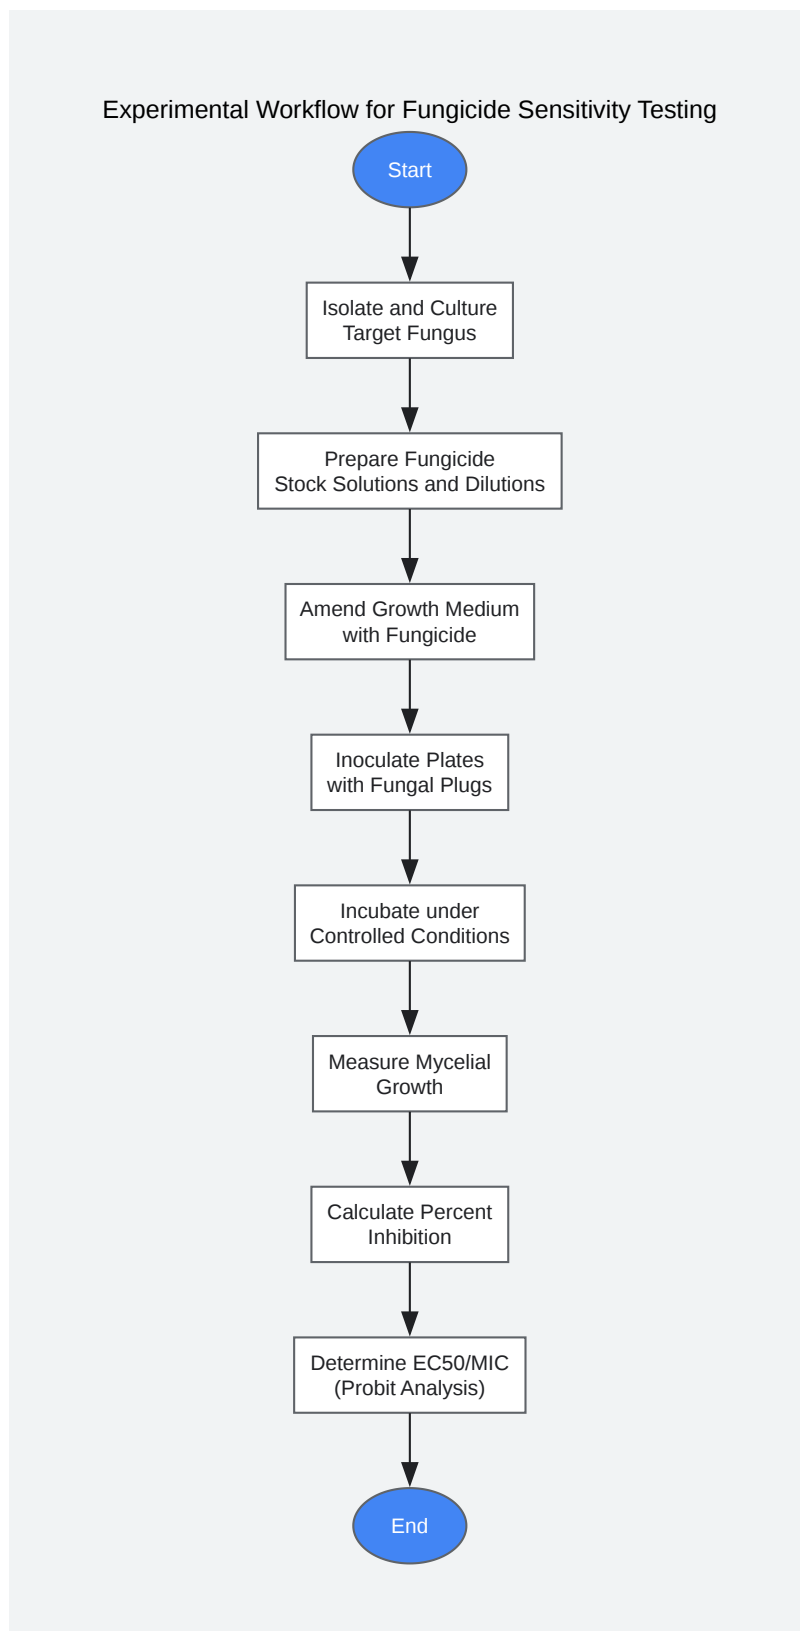 Experimental Workflow for Fungicide Sensitivity Testing
Start
Isolate and Culture
Target Fungus
Prepare Fungicide
Stock Solutions and Dilutions
Amend Growth Medium
with Fungicide
Inoculate Plates
with Fungal Plugs
Incubate under
Controlled Conditions
Measure Mycelial
Growth
Calculate Percent
Inhibition
Determine EC50/MIC
(Probit Analysis)
End